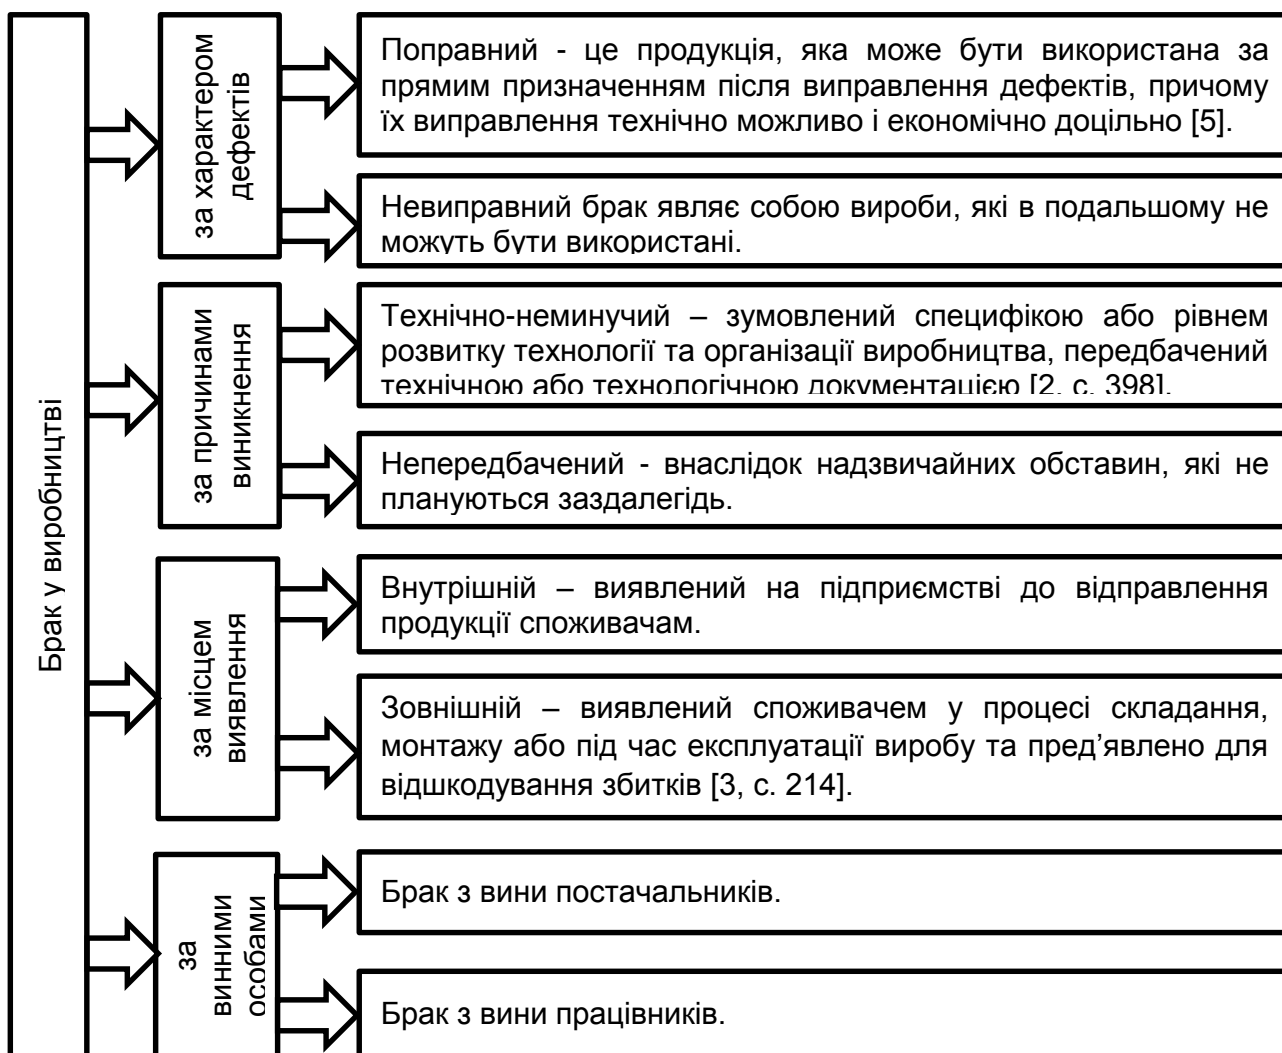 Брак у виробництві
за характером
дефектів
Поправний - це продукція, яка може бути використана за
прямим призначенням після виправлення дефектів, причому
їх виправлення технічно можливо і економічно доцільно [5].
Невиправний брак являє собою вироби, які в подальшому не
можуть бути використані.
за причинами
виникнення
Технічно-неминучий – зумовлений специфікою або рівнем
розвитку технології та організації виробництва, передбачений
технічною або технологічною документацією [2, с. 398].
Непередбачений - внаслідок надзвичайних обставин, які не
плануються заздалегідь.
за місцем
виявлення
Внутрішній – виявлений на підприємстві до відправлення
продукції споживачам.
Зовнішній – виявлений споживачем у процесі складання,
монтажу або під час експлуатації виробу та пред’явлено для
відшкодування збитків [3, с. 214].
за
винними
особами
Брак з вини постачальників.
Брак з вини працівників.